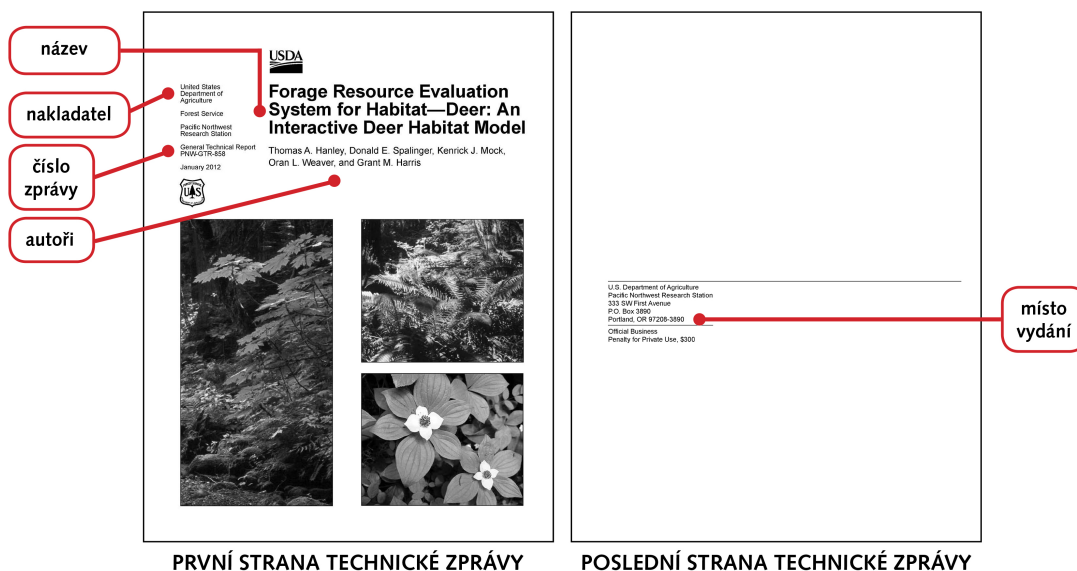 název
nakladatel
číslo
zprávy
autoři
United States
Department of
Agriculture
Forest Service
Pacific Northwest
Research Station
General Technical Report
PNW-GTR-858
January 2012
USDA
Forage Resource Evaluation
System for Habitat—Deer: An
Interactive Deer Habitat Model
Thomas A. Hanley, Donald E. Spalinger, Kenrick J. Mock,
Oran L. Weaver, and Grant M. Harris
U S
PRVNÍ STRANA TECHNICKÉ ZPRÁVY
U.S. Department of Agriculture
Pacific Northwest Research Station
333 SW First Avenue
P.O. Box 3890
Portland, OR 97208-3890
Official Business
Penalty for Private Use, $300
místo
vydání
POSLEDNÍ STRANA TECHNICKÉ ZPRÁVY